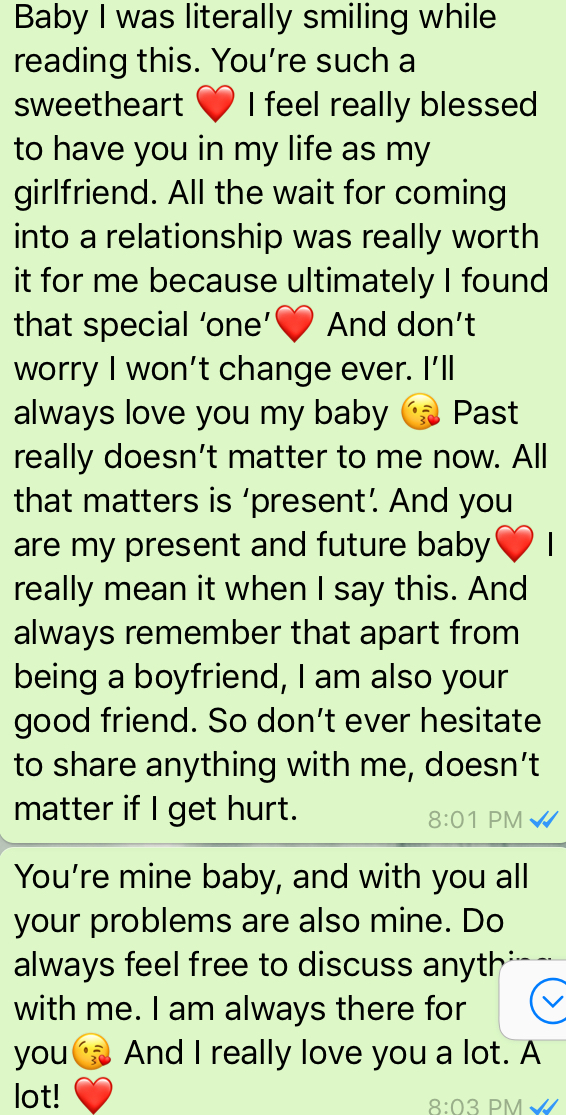 Baby I was literally smiling while
reading this. You’re such a
sweetheart ❤️ I feel really blessed
to have you in my life as my
girlfriend. All the wait for coming
into a relationship was really worth
it for me because ultimately I found
that special ‘one’❤️ And don’t
worry I won’t change ever. I’ll
always love you my baby 😘 Past
really doesn’t matter to me now. All
that matters is ‘present’. And you
are my present and future baby❤️ I
really mean it when I say this. And
always remember that apart from
being a boyfriend, I am also your
good friend. So don’t ever hesitate
to share anything with me, doesn’t
matter if I get hurt.
8:01 PM
You’re mine baby, and with you all
your problems are also mine. Do
always feel free to discuss anything
with me. I am always there for
you😘 And I really love you a lot. A
lot! ❤️
8:03 PM